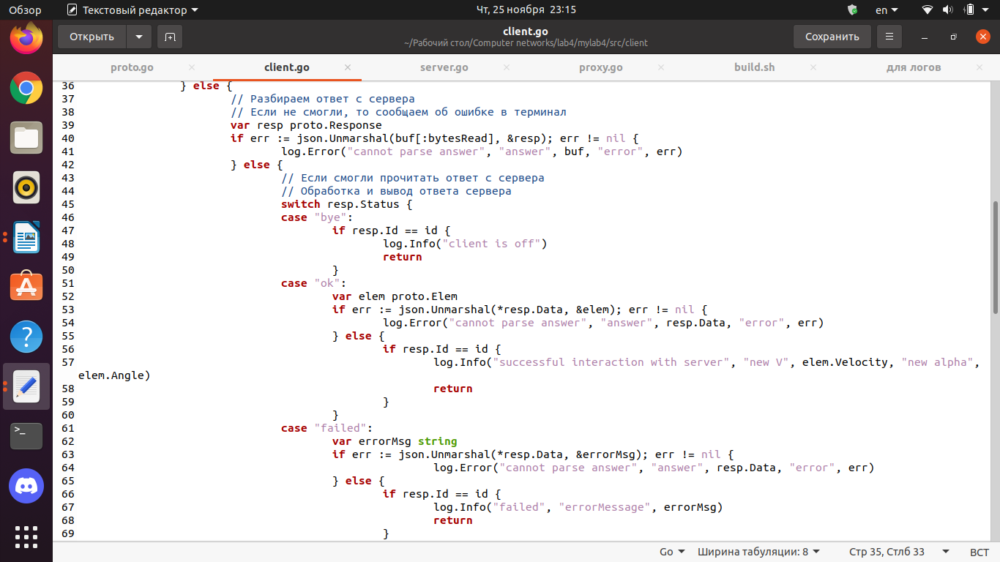 Обзор Текстовый редактор Чт, 25 ноября 23:15 en
Открыть client.go Сохранить
~/Рабочий стол/Computer networks/lab4/mylab4/src/client
proto.go client.go server.go proxy.go build.sh для логов
36 } else {
37 // Разбираем ответ с сервера
38 // Если не смогли, то сообщаем об ошибке в терминал
39 var resp proto.Response
40 if err := json.Unmarshal(buf[:bytesRead], &resp); err != nil {
41 log.Error("cannot parse answer", "answer", buf, "error", err)
42 } else {
43 // Если смогли прочитать ответ с сервера
44 // Обработка и вывод ответа сервера
45 switch resp.Status {
46 case "bye":
47 if resp.Id == id {
48 log.Info("client is off")
49 return
50 }
51 case "ok":
52 var elem proto.Elem
53 if err := json.Unmarshal(*resp.Data, &elem); err != nil {
54 log.Error("cannot parse answer", "answer", resp.Data, "error", err)
55 } else {
56 if resp.Id == id {
57 log.Info("successful interaction with server", "new V", elem.Velocity, "new alpha",
elem.Angle)
58 return
59 }
60 }
61 case "failed":
62 var errorMsg string
63 if err := json.Unmarshal(*resp.Data, &errorMsg); err != nil {
64 log.Error("cannot parse answer", "answer", resp.Data, "error", err)
65 } else {
66 if resp.Id == id {
67 log.Info("failed", "errorMessage", errorMsg)
68 return
69 }
Go Ширина табуляции: 8 Стр 35, Стлб 33 ВСТ